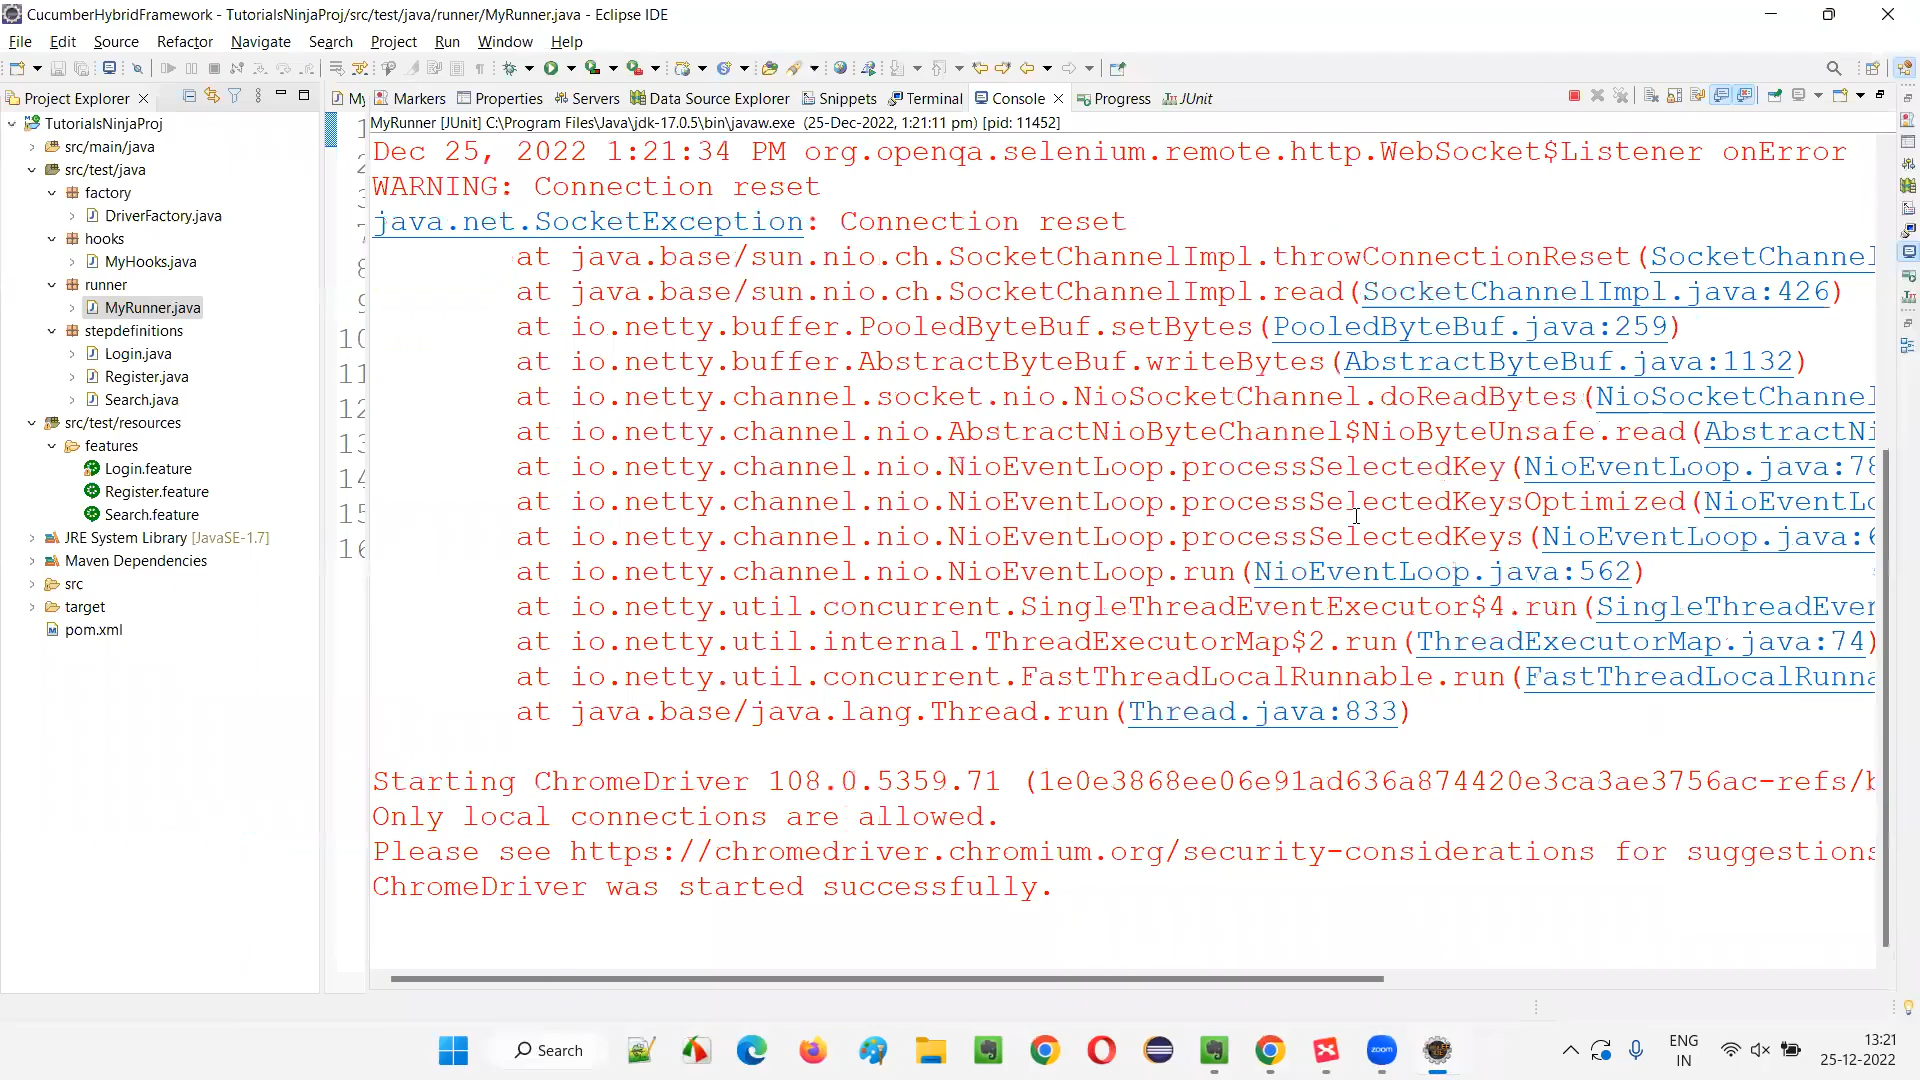 CucumberHybridFramework - TutorialsNinjaProj/src/test/java/runner/MyRunner.java - Eclipse IDE
File Edit Source Refactor Navigate Search Project Run Window Help
Project Explorer
TutorialsNinjaProj
src/main/java
src/test/java
factory
DriverFactory.java
hooks
MyHooks.java
runner
MyRunner.java
stepdefinitions
Login.java
Register.java
Search.java
src/test/resources
features
Login.feature
Register.feature
Search.feature
JRE System Library [JavaSE-1.7]
Maven Dependencies
src
target
pom.xml
My Markers Properties Servers Data Source Explorer Snippets Terminal Console Progress JUnit
MyRunner [JUnit] C:\Program Files\Java\jdk-17.0.5\bin\javaw.exe (25-Dec-2022, 1:21:11 pm) [pid: 11452]
10
11
12
13
14
15
16
Dec 25, 2022 1:21:34 PM org.openqa.selenium.remote.http.WebSocket$Listener onError
WARNING: Connection reset
java.net.SocketException: Connection reset
at java.base/sun.nio.ch.SocketChannelImpl.throwConnectionReset(SocketChannel
at java.base/sun.nio.ch.SocketChannelImpl.read(SocketChannelImpl.java:426)
at io.netty.buffer.PooledByteBuf.setBytes(PooledByteBuf.java:259)
at io.netty.buffer.AbstractByteBuf.writeBytes(AbstractByteBuf.java:1132)
at io.netty.channel.socket.nio.NioSocketChannel.doReadBytes(NioSocketChannel
at io.netty.channel.nio.AbstractNioByteChannel$NioByteUnsafe.read(AbstractNi
at io.netty.channel.nio.NioEventLoop.processSelectedKey(NioEventLoop.java:78
at io.netty.channel.nio.NioEventLoop.processSelectedKeysOptimized(NioEventLo
at io.netty.channel.nio.NioEventLoop.processSelectedKeys(NioEventLoop.java:6
at io.netty.channel.nio.NioEventLoop.run(NioEventLoop.java:562)
at io.netty.util.concurrent.SingleThreadEventExecutor$4.run(SingleThreadEven
at io.netty.util.internal.ThreadExecutorMap$2.run(ThreadExecutorMap.java:74)
at io.netty.util.concurrent.FastThreadLocalRunnable.run(FastThreadLocalRunna
at java.base/java.lang.Thread.run(Thread.java:833)
Starting ChromeDriver 108.0.5359.71 (1e0e3868ee06e91ad636a874420e3ca3ae3756ac-refs/b
Only local connections are allowed.
Please see https://chromedriver.chromium.org/security-considerations for suggestions
ChromeDriver was started successfully.
Search
zoom
ENG
IN
13:21
25-12-2022